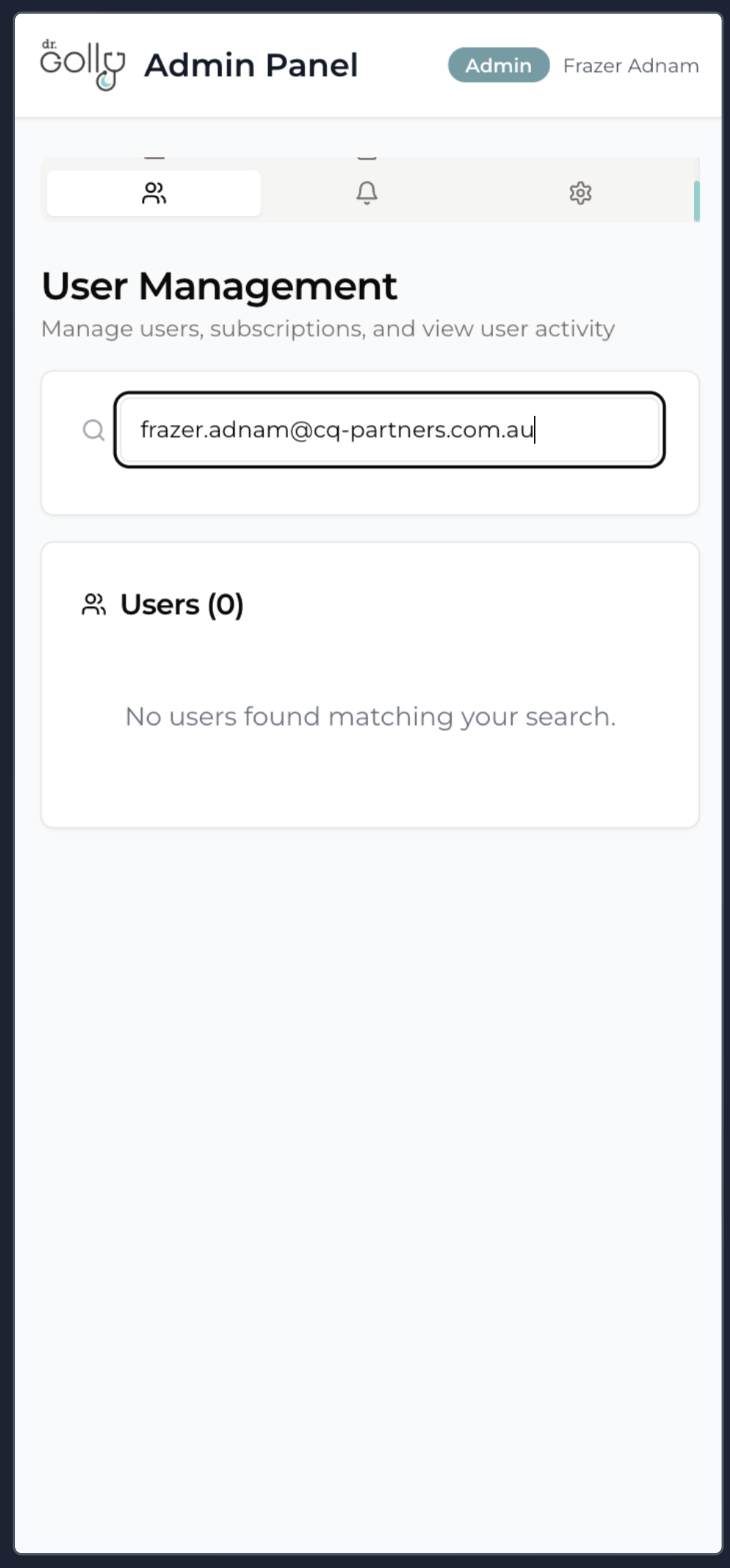 dr.
Golly
Admin Panel
Admin
Frazer Adnam
User Management
Manage users, subscriptions, and view user activity
frazer.adnam@cq-partners.com.au
Users (0)
No users found matching your search.